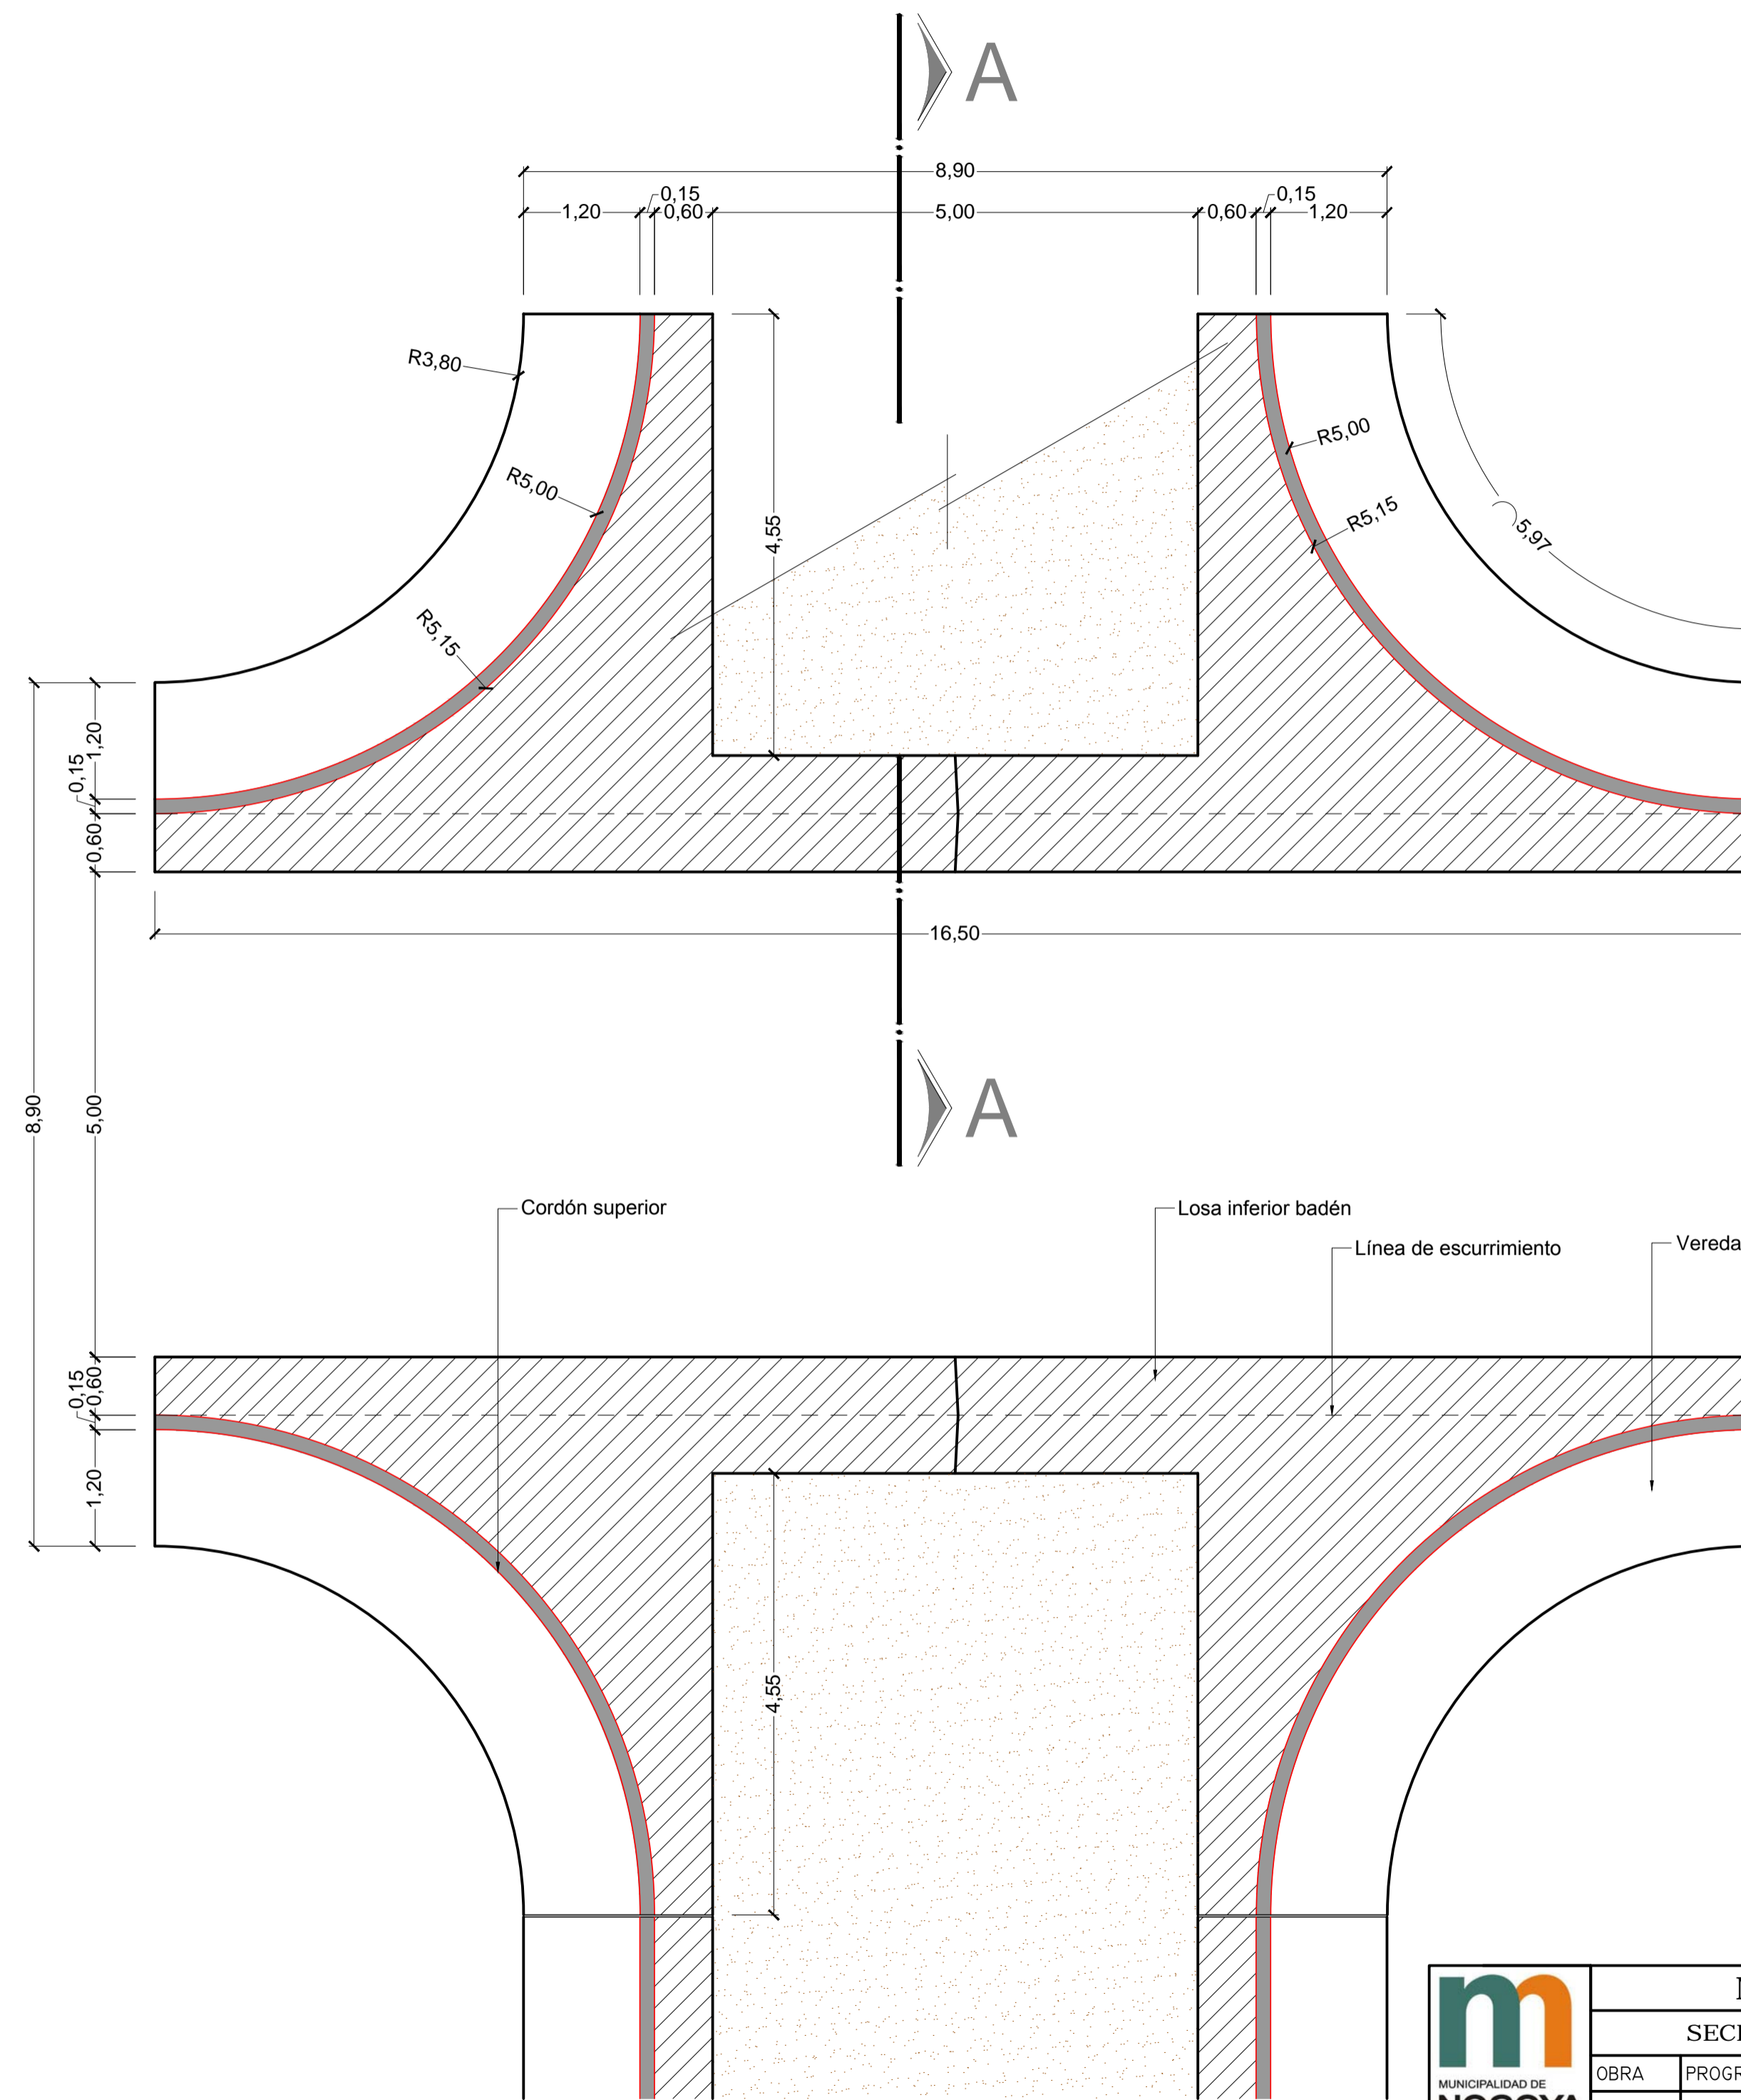 A
8,90
0,15
0,15
1,20
0,60
5,00
0,60
1,20
R3,80
R5,00
R5,00
R5,15
4,55
5,97
R5,15
1,20
0,15
0,60
16,50
8,90
5,00
A
Cordón superior
Losa inferior badén
Línea de escurrimiento
Vereda
0,15
0,60
1,20
4,55
SEC
OBRA
PROGR
MUNICIPALIDAD DE
NOGOYA